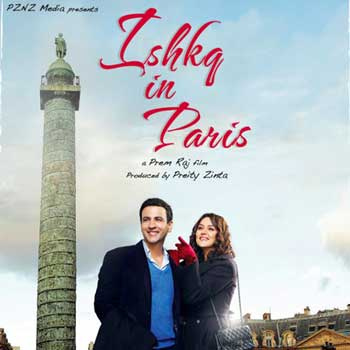 PZNZ Media presents
Ishkq
in
Paris
a Prem Raj film
Produced by Preity Zinta